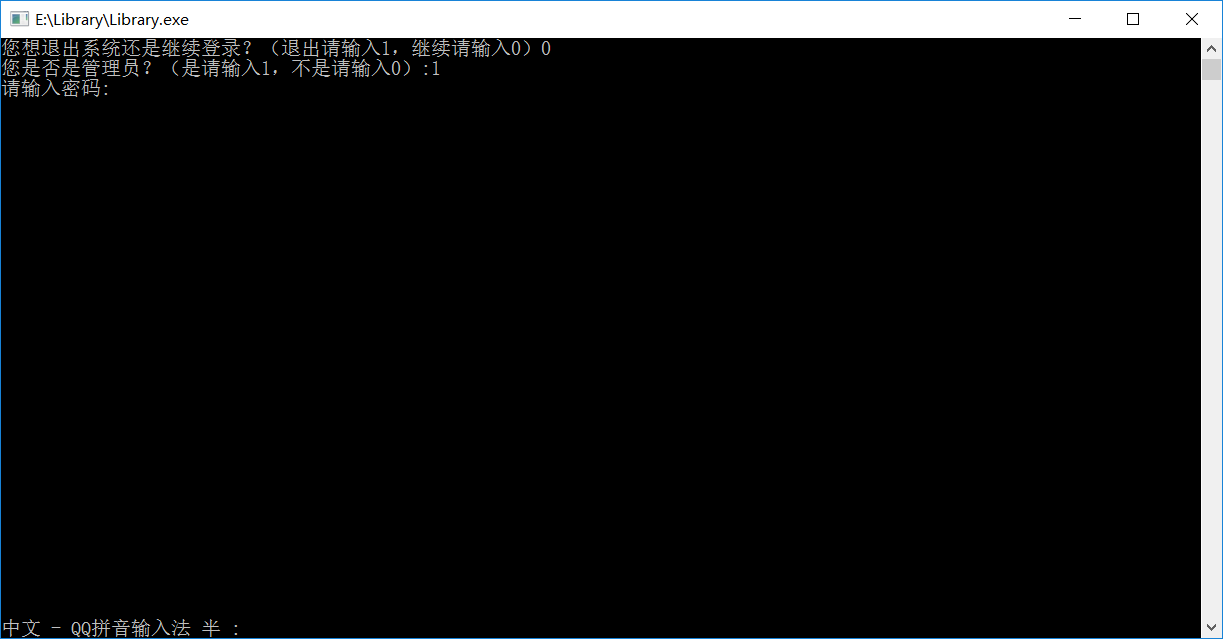 E:\Library\Library.exe
您想退出系统还是继续登录？（退出请输入1，继续请输入0）0
您是否是管理员？（是请输入1，不是请输入0）:1
请输入密码:
中文 - QQ拼音输入法 半 :